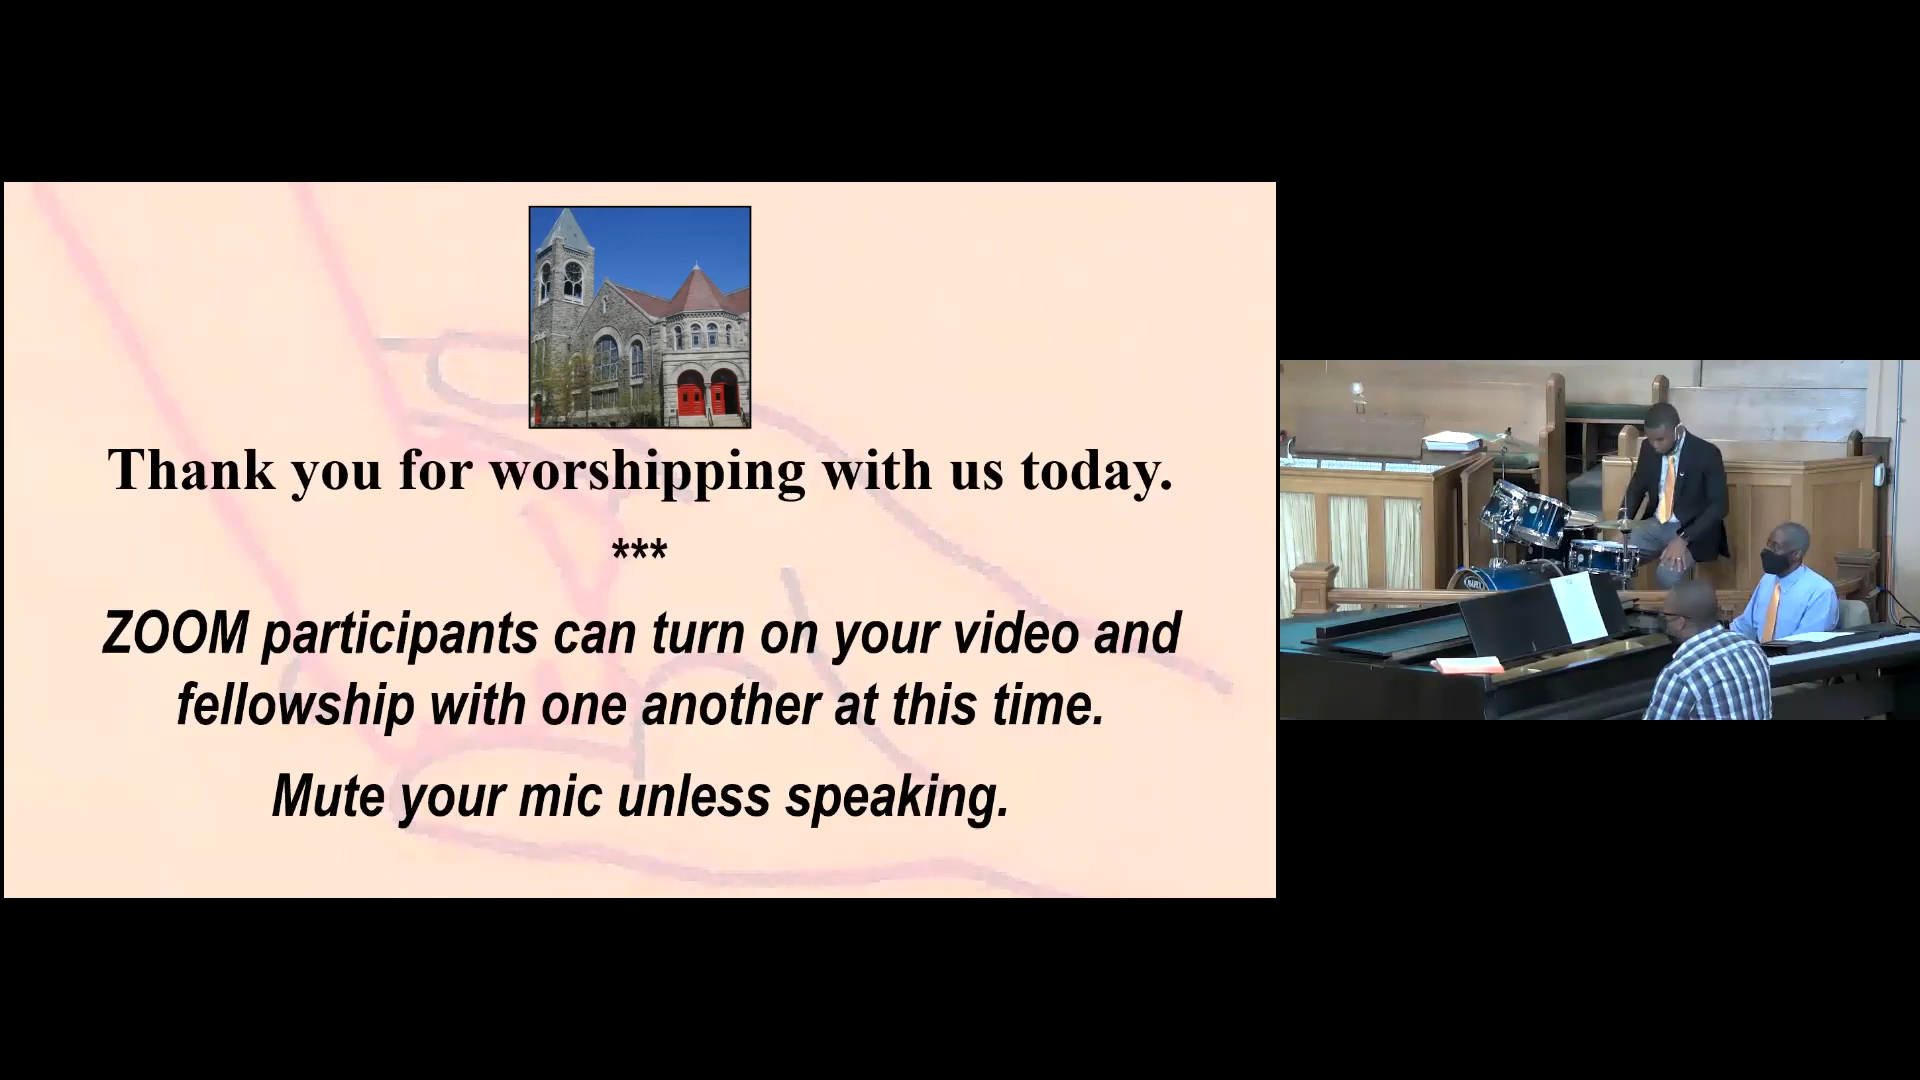 Thank you for worshipping with us today.
***
ZOOM participants can turn on your video and
fellowship with one another at this time.
Mute your mic unless speaking.